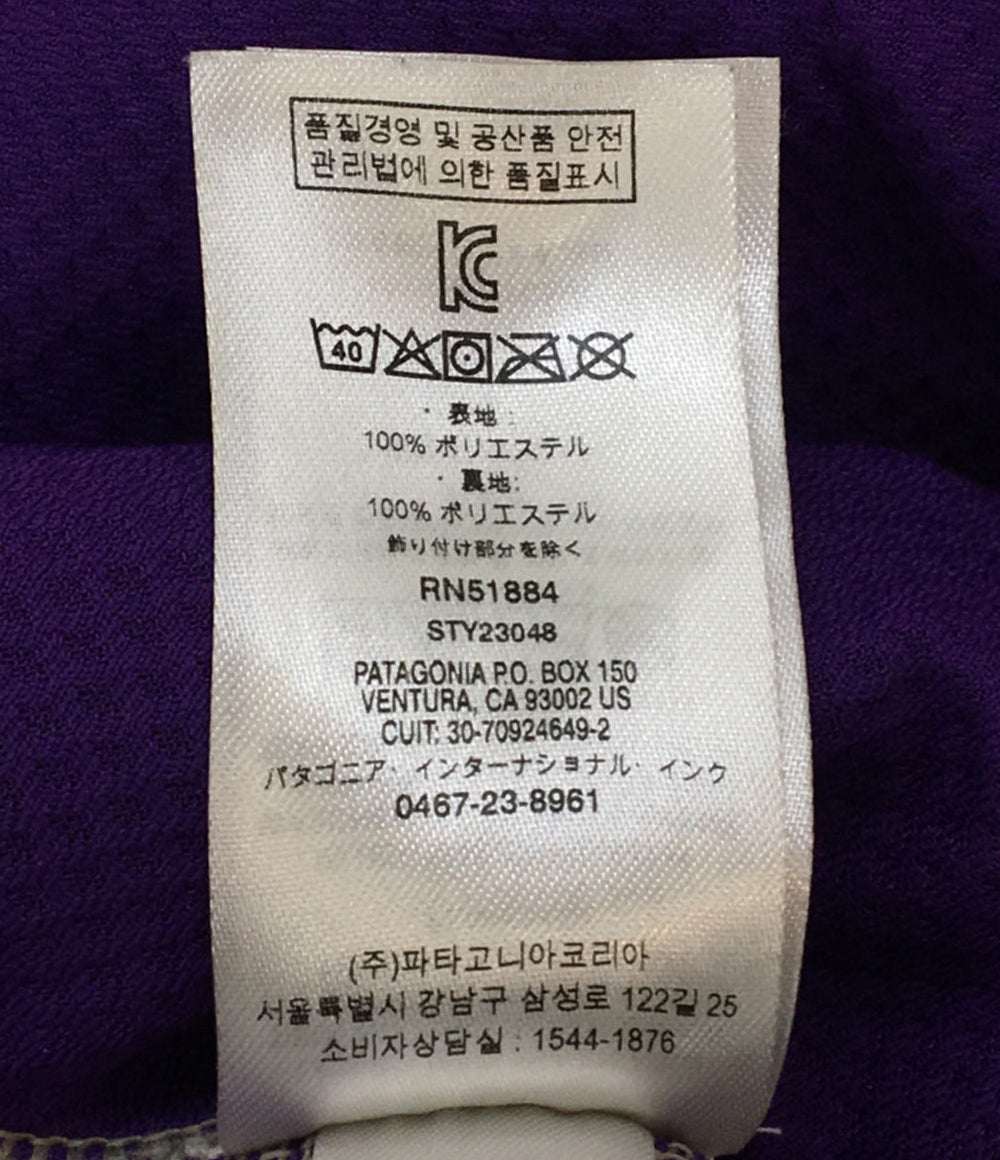 품질경영 및 공산품 안전
관리법에 의한 품질표시
KC
40
・表地:
100% ポリエステル
・裏地:
100% ポリエステル
飾り付け部分を除く
RN51884
STY23048
PATAGONIA P.O. BOX 150
VENTURA, CA 93002 US
CUIT: 30-70924649-2
パタゴニア・インターナショナル・インク
0467-23-8961
(주)파타고니아코리아
서울특별시 강남구 삼성로 122길 25
소비자상담실 : 1544-1876